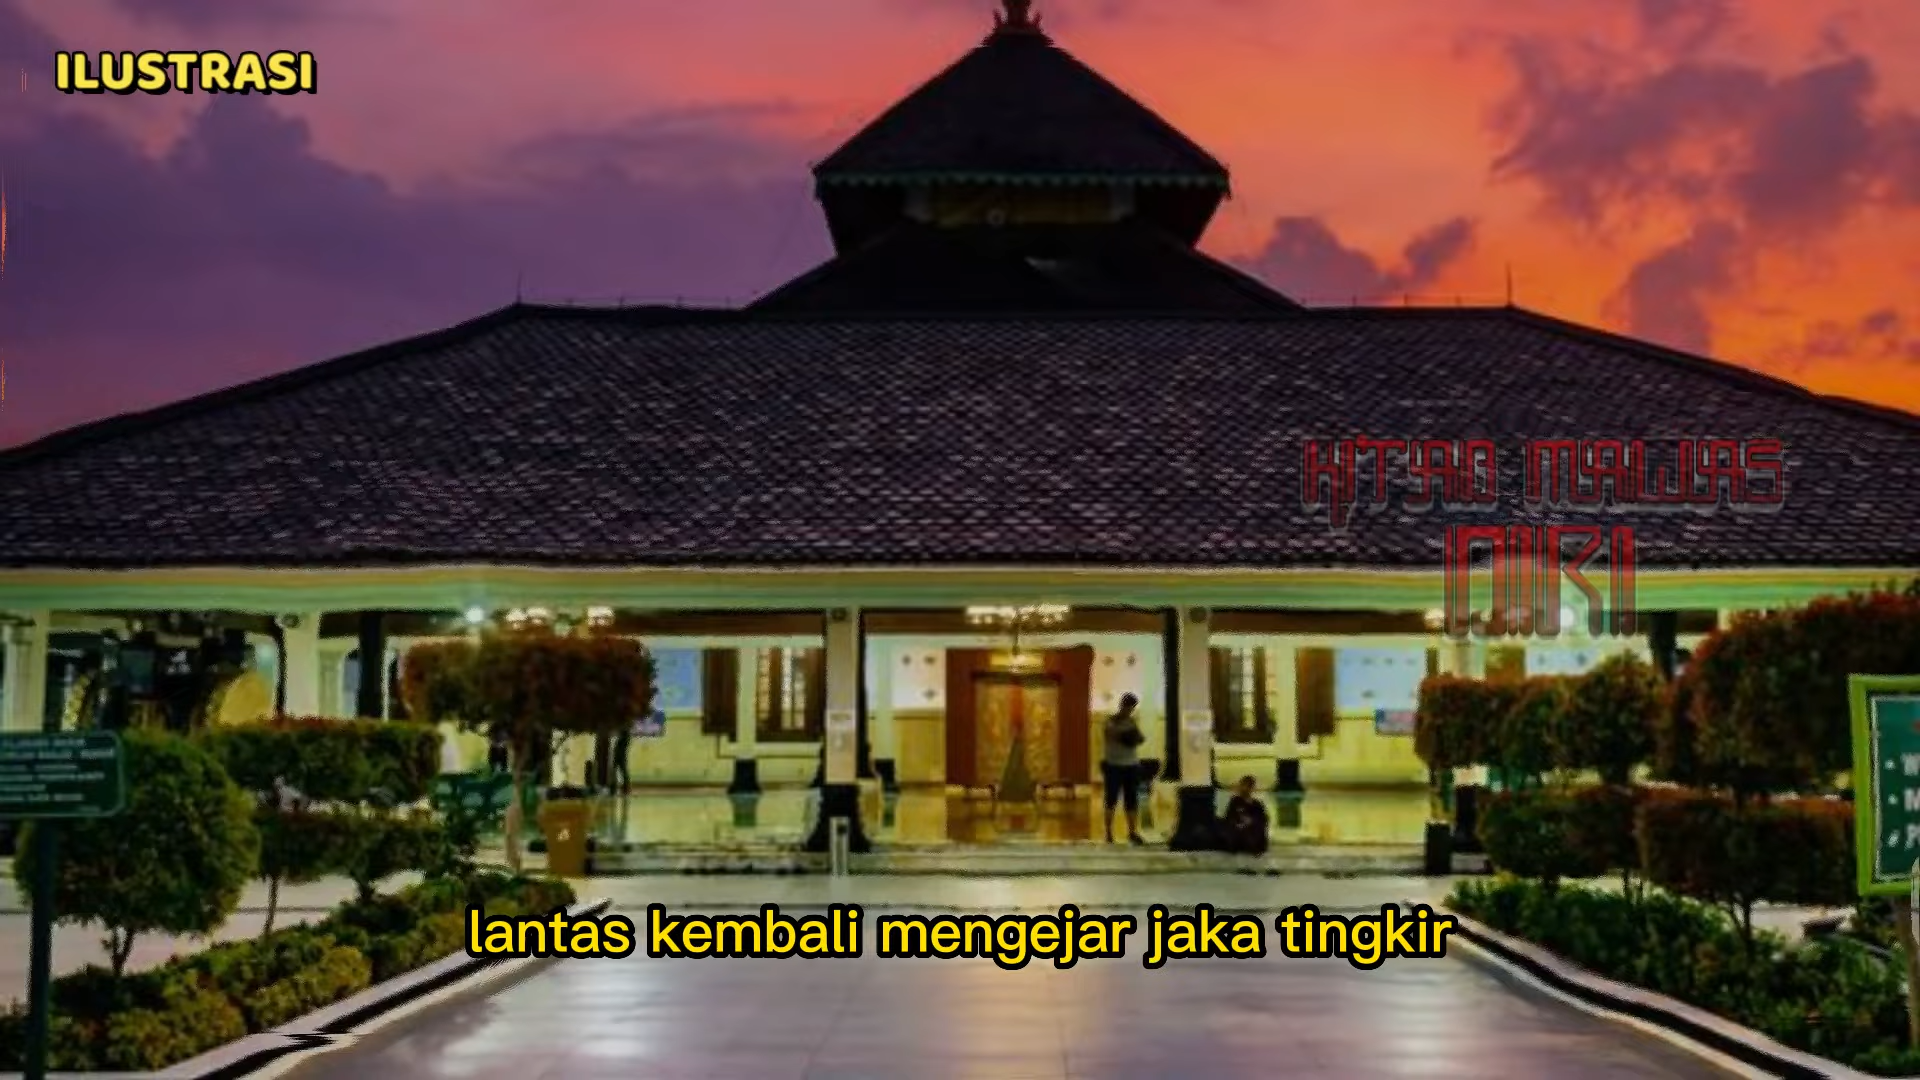 ILUSTRASI
KITAB MAWAS
DIRI
lantas kembali mengejar jaka tingkir